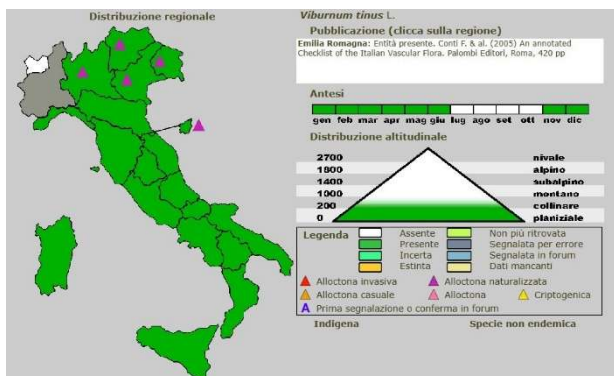 Distribuzione regionale
Viburnum tinus L.
Pubblicazione (clicca sulla regione)
Emilia Romagna: Entità presente. Conti F. & al. (2005) An annotated
Checklist of the Italian Vascular Flora. Palombi Editori, Roma, 420 pp
Antesi
gen feb mar apr mag giu lug ago set ott nov dic
Distribuzione altitudinale
2700 nivale
1800 alpino
1400 subalpino
1000 montano
200 collinare
0 planiziale
Legenda
Assente Non più ritrovata
Presente Segnalata per errore
Incerta Segnalata in forum
Estinta Dati mancanti
Alloctona invasiva Alloctona naturalizzata
Alloctona casuale Alloctona Criptogenica
A Prima segnalazione o conferma in forum
Indigena Specie non endemica